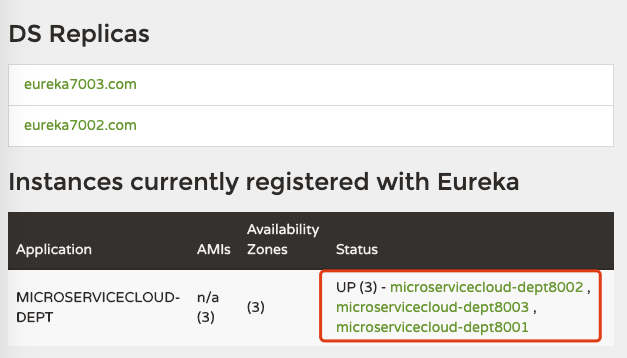 DS Replicas
eureka7003.com
eureka7002.com
Instances currently registered with Eureka
Application AMIs Availability Zones Status
MICROSERVICECLOUD-DEPT n/a (3) (3) UP (3) - microservicecloud-dept8002 ,
microservicecloud-dept8003 ,
microservicecloud-dept8001